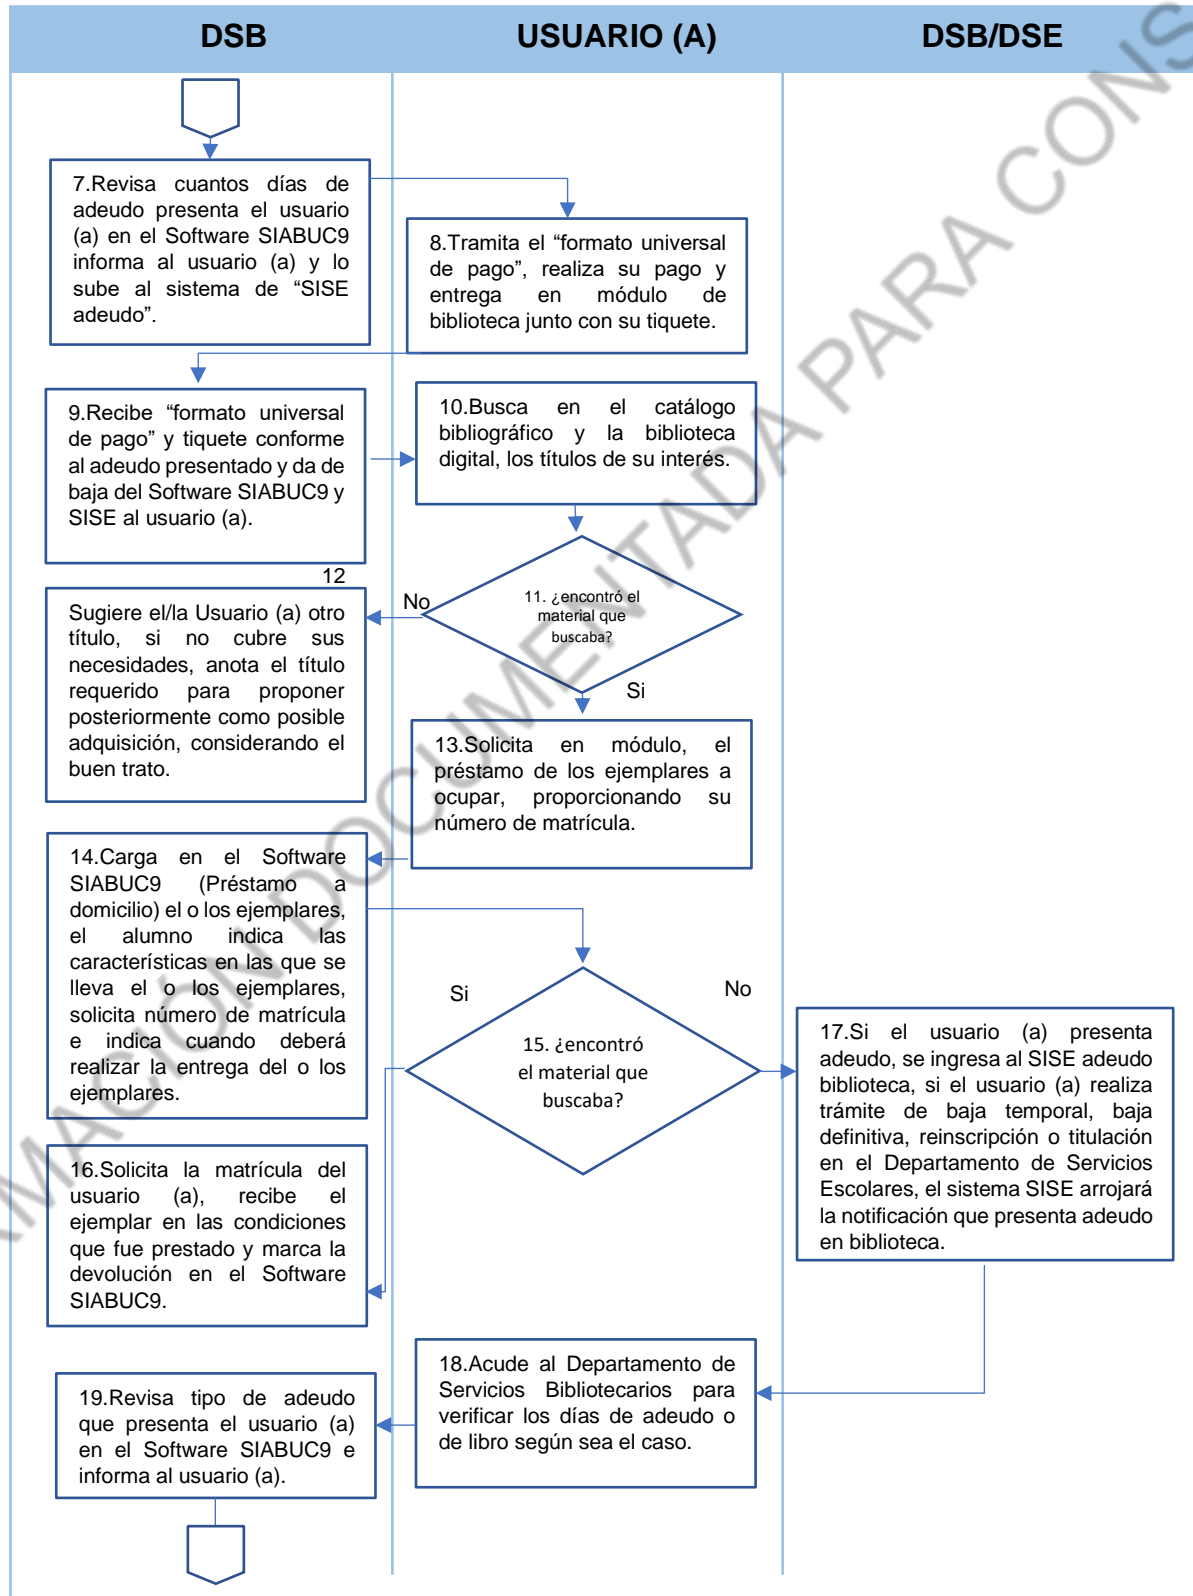 DSB
USUARIO (A)
DSB/DSE
7.Revisa cuantos días de
adeudo presenta el usuario
(a) en el Software SIABUC9
informa al usuario (a) y lo
sube al sistema de “SISE
adeudo”.
8.Tramita el “formato universal
de pago”, realiza su pago y
entrega en módulo de
biblioteca junto con su tiquete.
9.Recibe “formato universal
de pago” y tiquete conforme
al adeudo presentado y da de
baja del Software SIABUC9 y
SISE al usuario (a).
10.Busca en el catálogo
bibliográfico y la biblioteca
digital, los títulos de su interés.
11. ¿encontró el
material que
buscaba?
No
Si
12
Sugiere el/la Usuario (a) otro
título, si no cubre sus
necesidades, anota el título
requerido para proponer
posteriormente como posible
adquisición, considerando el
buen trato.
13.Solicita en módulo, el
préstamo de los ejemplares a
ocupar, proporcionando su
número de matrícula.
14.Carga en el Software
SIABUC9 (Préstamo a
domicilio) el o los ejemplares,
el alumno indica las
características en las que se
lleva el o los ejemplares,
solicita número de matrícula
e indica cuando deberá
realizar la entrega del o los
ejemplares.
15. ¿encontró
el material que
buscaba?
Si
No
16.Solicita la matrícula del
usuario (a), recibe el
ejemplar en las condiciones
que fue prestado y marca la
devolución en el Software
SIABUC9.
17.Si el usuario (a) presenta
adeudo, se ingresa al SISE adeudo
biblioteca, si el usuario (a) realiza
trámite de baja temporal, baja
definitiva, reinscripción o titulación
en el Departamento de Servicios
Escolares, el sistema SISE arrojará
la notificación que presenta adeudo
en biblioteca.
18.Acude al Departamento de
Servicios Bibliotecarios para
verificar los días de adeudo o
de libro según sea el caso.
19.Revisa tipo de adeudo
que presenta el usuario (a)
en el Software SIABUC9 e
informa al usuario (a).
DOCUMENTADA PARA